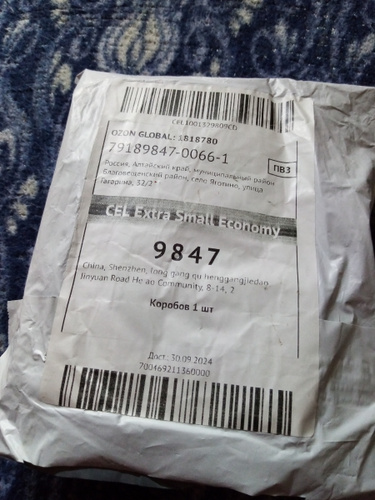 CEL1001329809CD
OZON GLOBAL: 1818780
79189847-0066-1
ПВЗ
Россия, Алтайский край, муниципальный район
Благовещенский район, село Яготино, улица
Гагарина, 32/2
CEL Extra Small Economy
9847
China, Shenzhen, long gang qu henggangjiedao
Jinyuan Road He ao Community, 8-14, 2
Коробов 1 шт
Дост: 30.09.2024
700469211360000